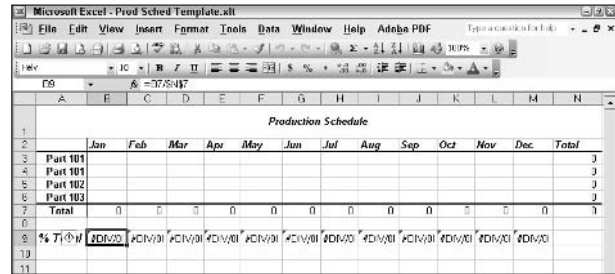 Microsoft Excel - Prod Sched Template.xlt
File Edit View Insert Format Tools Data Window Help Adobe PDF Type a question for help
100%
Helv 10 B I U $ % ,
B9 fx =B7/$N$7
A B C D E F G H I J K L M N
1 Production Schedule
2 Jan Feb Mar Apr May Jun Jul Aug Sep Oct Nov Dec Total
3 Part 101 0
4 Part 101 0
5 Part 102 0
6 Part 103 0
7 Total 0 0 0 0 0 0 0 0 0 0 0 0 0
8
9 #DIV/0! #DIV/0! #DIV/0! #DIV/0! #DIV/0! #DIV/0! #DIV/0! #DIV/0! #DIV/0! #DIV/0! #DIV/0! #DIV/0!
10
11